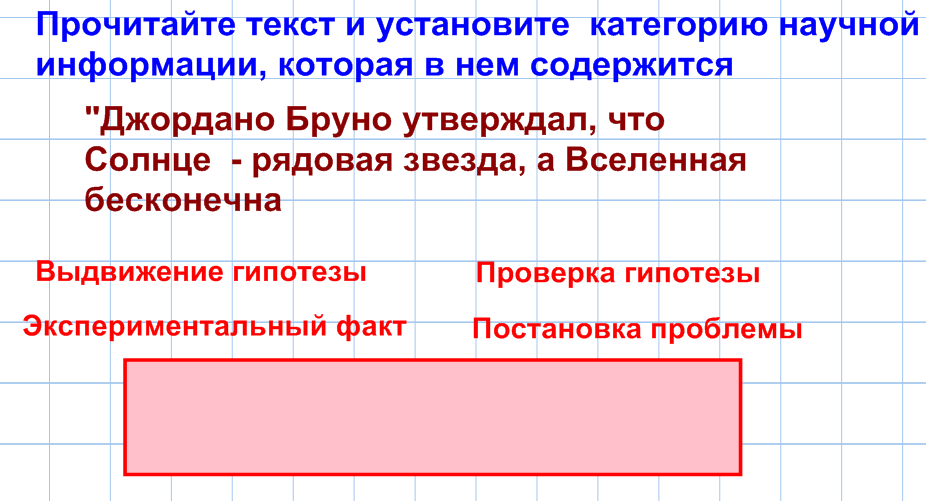 Прочитайте текст и установите категорию научной
информации, которая в нем содержится
"Джордано Бруно утверждал, что
Солнце - рядовая звезда, а Вселенная
бесконечна
Выдвижение гипотезы
Проверка гипотезы
Экспериментальный факт
Постановка проблемы